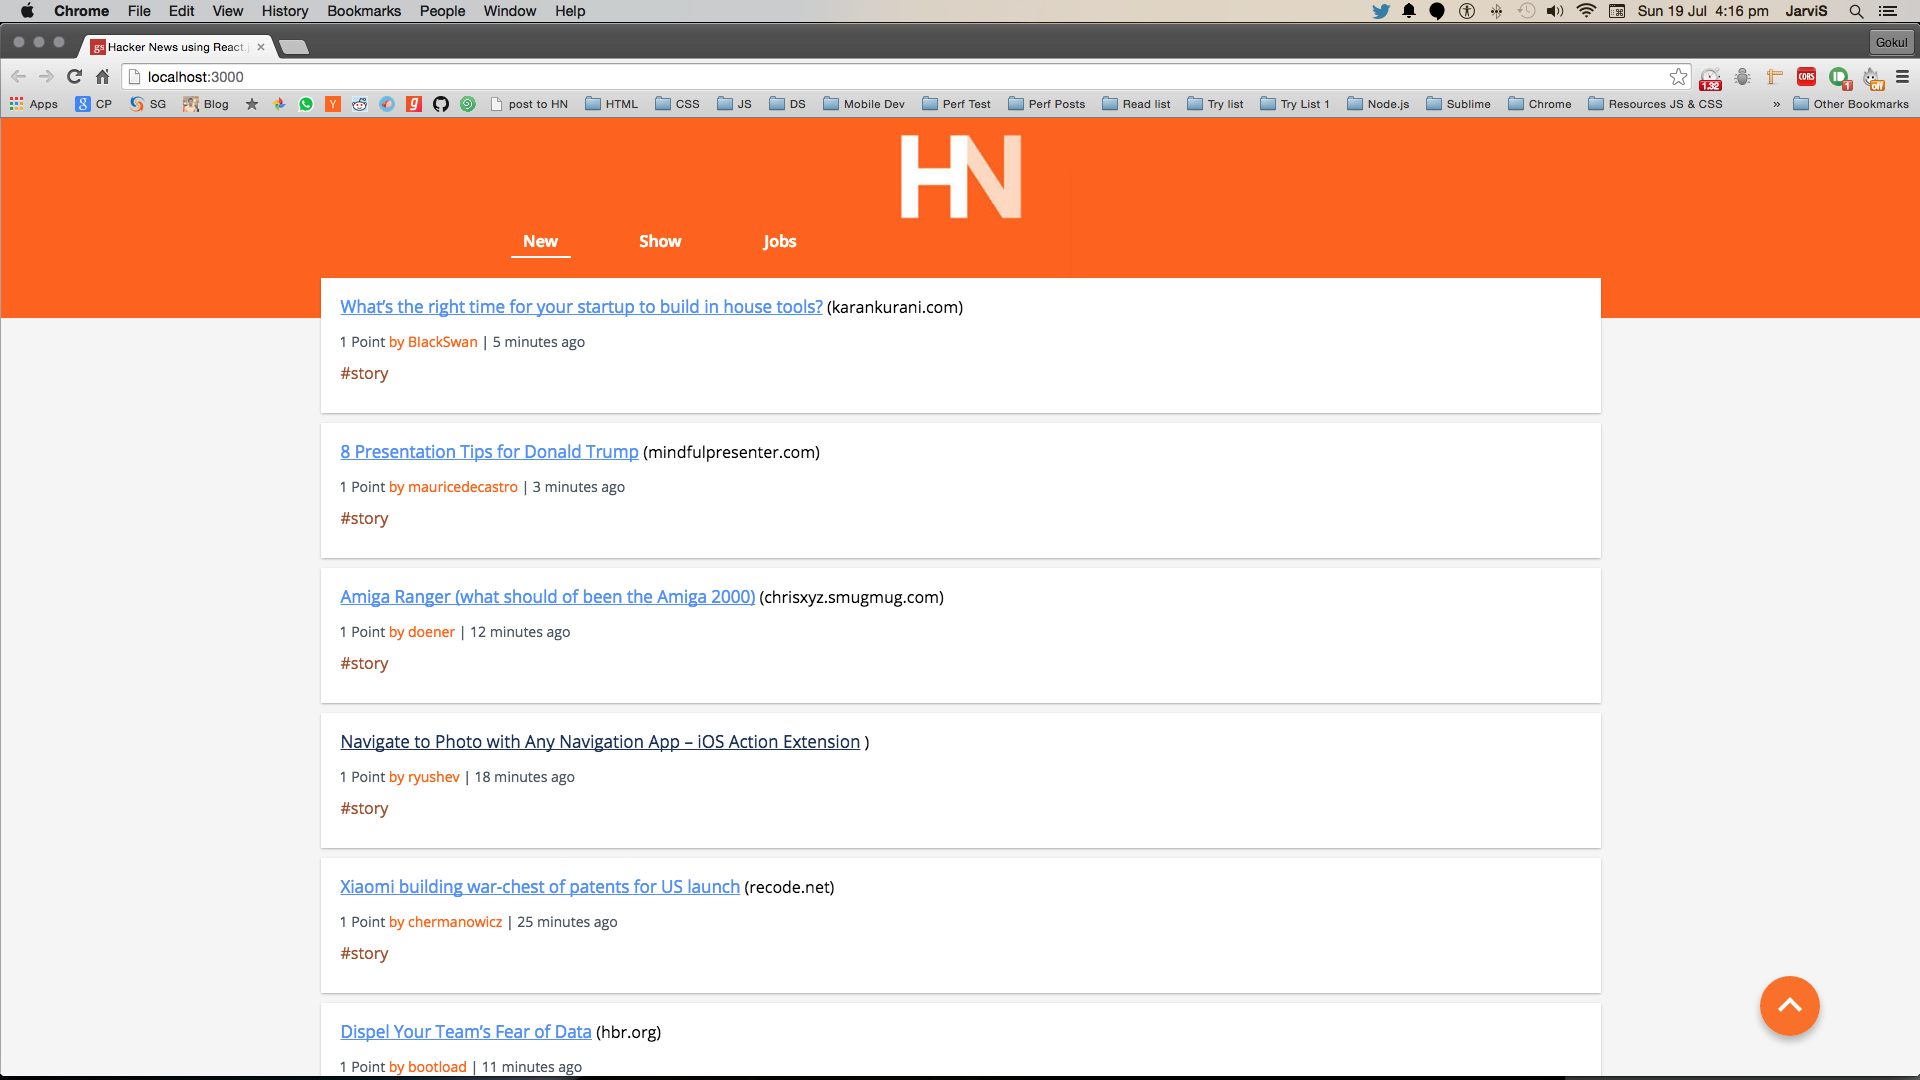 Chrome File Edit View History Bookmarks People Window Help Sun 19 Jul 4:16 pm JarviS
gs Hacker News using React. Gokul
localhost:3000 1.32 CORS 1 off
Apps 8 CP SG Blog Y g post to HN HTML CSS JS DS Mobile Dev Perf Test Perf Posts Read list Try list Try List 1 Node.js Sublime Chrome Resources JS & CSS » Other Bookmarks
HN
New Show Jobs
What’s the right time for your startup to build in house tools? (karankurani.com)
1 Point by BlackSwan | 5 minutes ago
#story
8 Presentation Tips for Donald Trump (mindfulpresenter.com)
1 Point by mauricedecastro | 3 minutes ago
#story
Amiga Ranger (what should of been the Amiga 2000) (chrisxyz.smugmug.com)
1 Point by doener | 12 minutes ago
#story
Navigate to Photo with Any Navigation App – iOS Action Extension )
1 Point by ryushev | 18 minutes ago
#story
Xiaomi building war-chest of patents for US launch (recode.net)
1 Point by chermanowicz | 25 minutes ago
#story
Dispel Your Team’s Fear of Data (hbr.org)
1 Point by bootload | 11 minutes ago